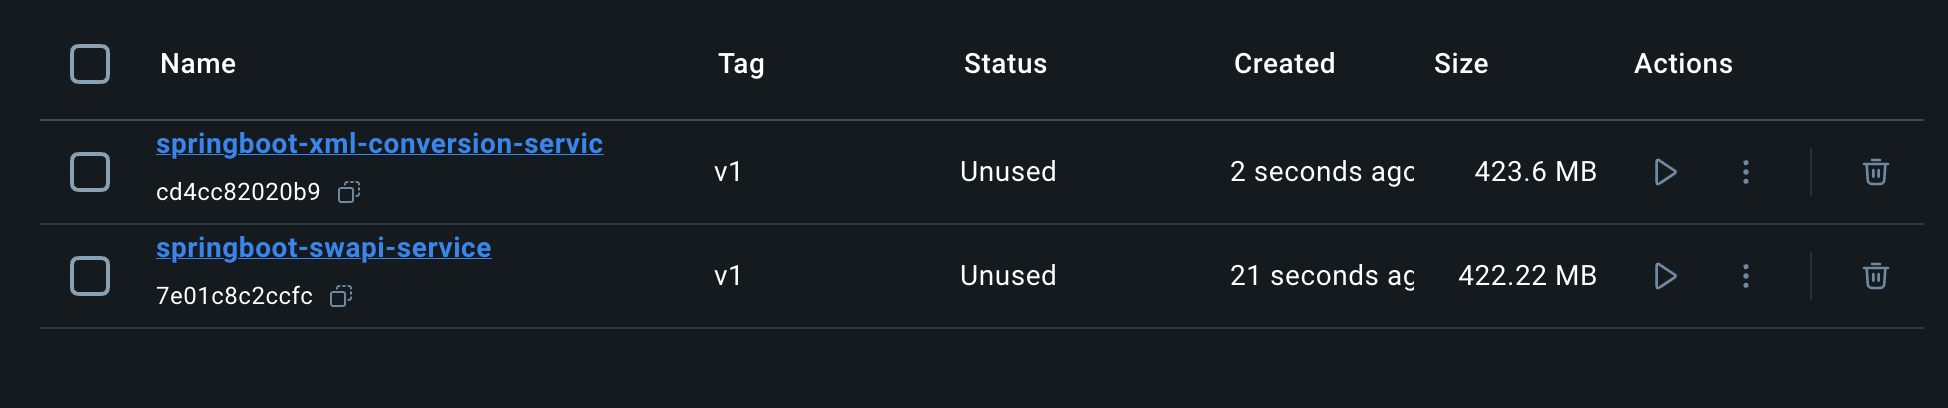 Name Tag Status Created Size Actions
springboot-xml-conversion-servic
cd4cc82020b9
v1 Unused 2 seconds ago 423.6 MB
springboot-swapi-service
7e01c8c2ccfc
v1 Unused 21 seconds ag 422.22 MB